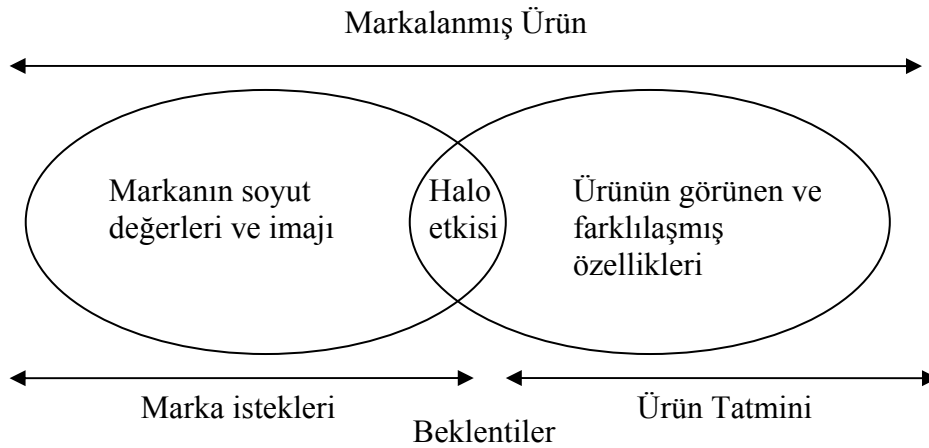 Markalanmış Ürün
Markanın soyut
değerleri ve imajı
Halo
etkisi
Ürünün görünen ve
farklılaşmış
özellikleri
Marka istekleri
Ürün Tatmini
Beklentiler